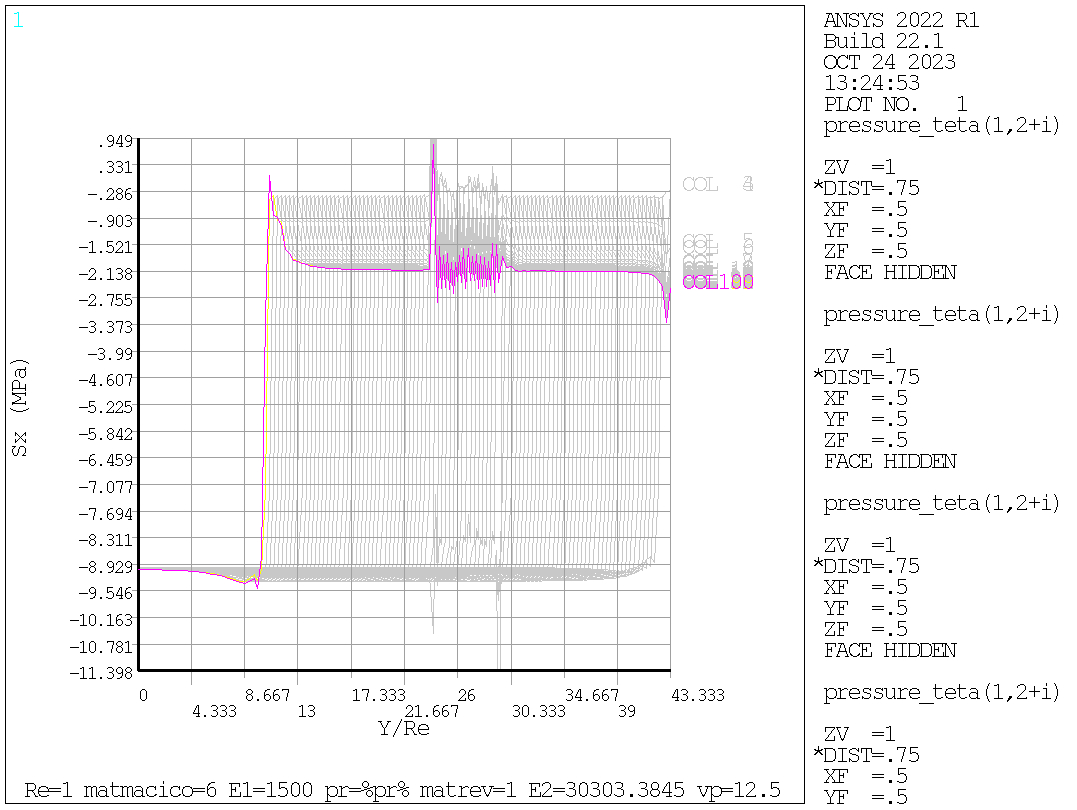 1
ANSYS 2022 R1
Build 22.1
OCT 24 2023
13:24:53
PLOT NO. 1
pressure_teta(1,2+i)
ZV =1
*DIST=.75
XF =.5
YF =.5
ZF =.5
FACE HIDDEN
pressure_teta(1,2+i)
ZV =1
*DIST=.75
XF =.5
YF =.5
ZF =.5
FACE HIDDEN
pressure_teta(1,2+i)
ZV =1
*DIST=.75
XF =.5
YF =.5
ZF =.5
FACE HIDDEN
pressure_teta(1,2+i)
ZV =1
*DIST=.75
XF =.5
YF =.5
.949
.331
-.286
-.903
-1.521
-2.138
-2.755
-3.373
-3.99
-4.607
-5.225
-5.842
-6.459
-7.077
-7.694
-8.311
-8.929
-9.546
-10.163
-10.781
-11.398
Sx (MPa)
COL
COL
COL100
0
4.333
8.667
13
17.333
21.667
26
30.333
34.667
39
43.333
Y/Re
Re=1 matmacico=6 E1=1500 pr=%pr% matrev=1 E2=30303.3845 vp=12.5